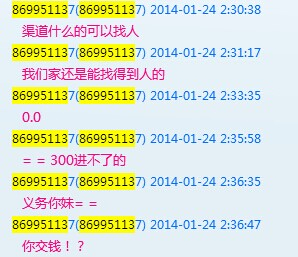 869951137(869951137) 2014-01-24 2:30:38
渠道什么的可以找人
869951137(869951137) 2014-01-24 2:31:17
我们家还是能找得到人的
869951137(869951137) 2014-01-24 2:33:35
0.0
869951137(869951137) 2014-01-24 2:35:58
= = 300进不了的
869951137(869951137) 2014-01-24 2:36:35
义务你妹= =
869951137(869951137) 2014-01-24 2:36:47
你交钱！？